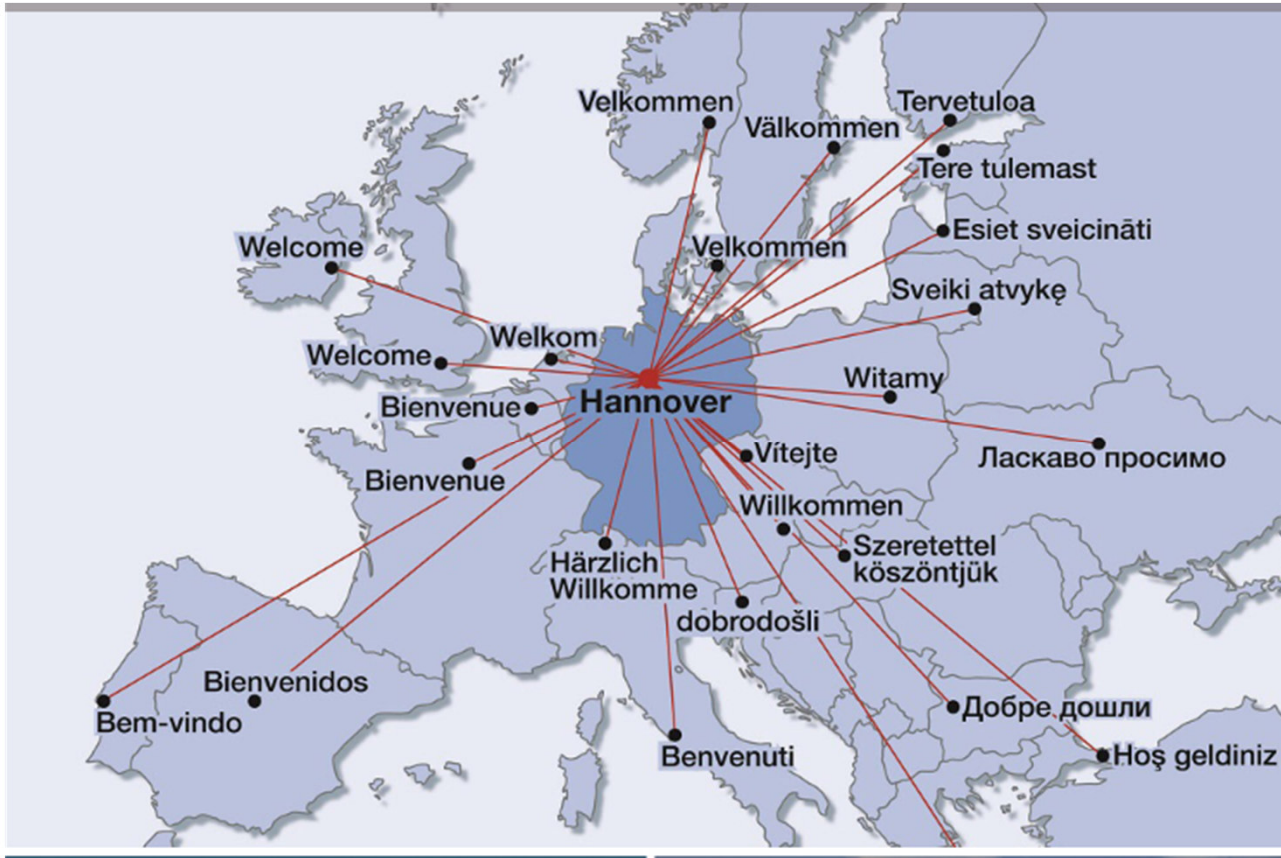 Velkommen
Välkommen
Tervetuloa
Tere tulemast
Esiet sveicināti
Welcome
Velkommen
Sveiki atvykę
Welkom
Welcome
Witamy
Bienvenue
Hannover
Ласкаво просимо
Vítejte
Bienvenue
Willkommen
Szeretettel
köszöntjük
Härzlich
Willkomme
dobrodošli
Bienvenidos
Bem-vindo
Добре дошли
Benvenuti
Hoş geldiniz